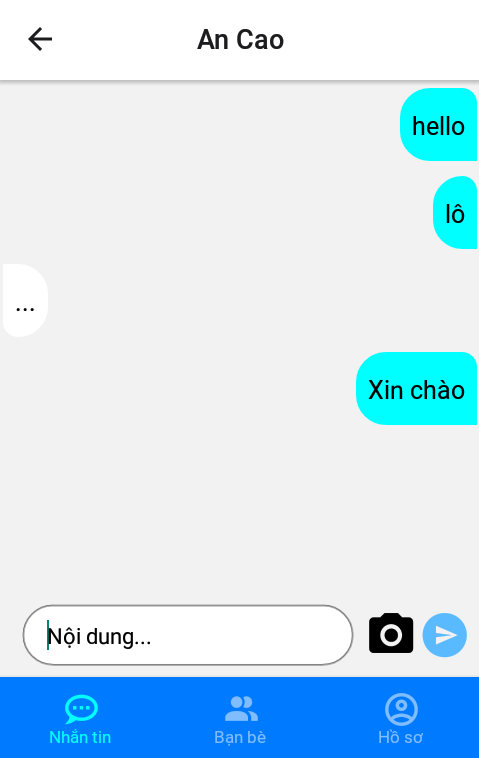 An Cao
hello
lô
...
Xin chào
Nội dung...
Nhắn tin
Bạn bè
Hồ sơ